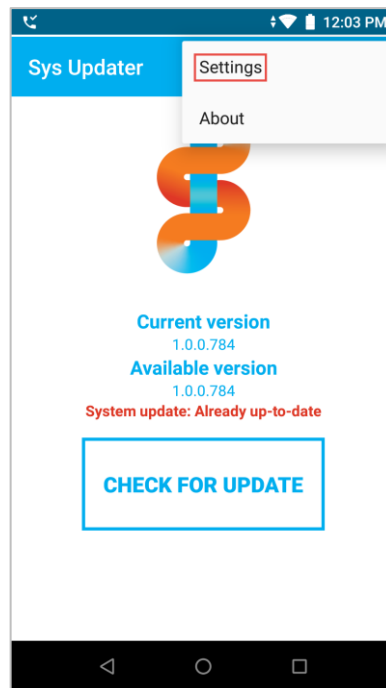 12:03 PM
Sys Updater
Settings
About
Current version
1.0.0.784
Available version
1.0.0.784
System update: Already up-to-date
CHECK FOR UPDATE